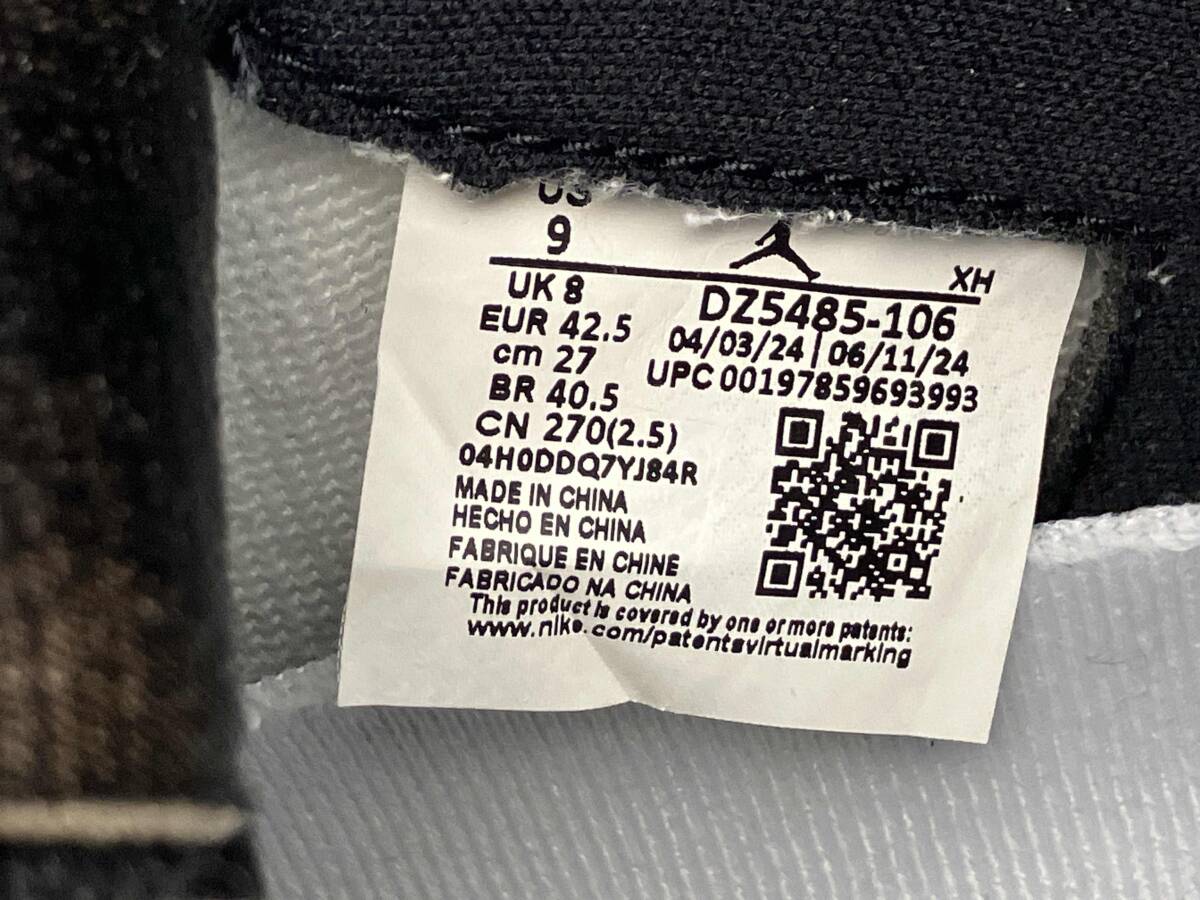 US
9
XH
UK 8
EUR 42.5
cm 27
BR 40.5
CN 270(2.5)
04H0DDQ7YJ84R
MADE IN CHINA
HECHO EN CHINA
FABRIQUE EN CHINE
FABRICADO NA CHINA
DZ5485-106
04/03/24 | 06/11/24
UPC 00197859693993
This product is covered by one or more patents:
www.nike.com/patentsvirtualmarking